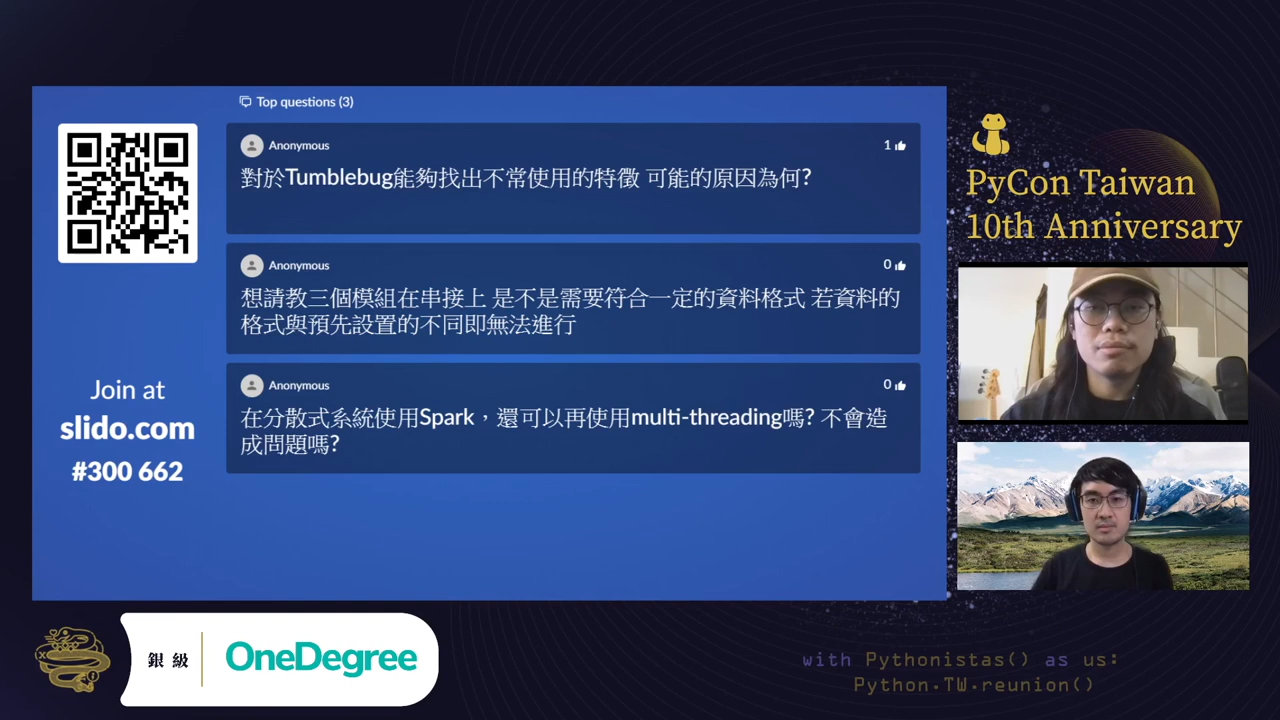 Top questions (3)
Anonymous
1
對於Tumblebug能夠找出不常使用的特徵 可能的原因為何?
Anonymous
0
想請教三個模組在串接上 是不是需要符合一定的資料格式 若資料的
格式與預先設置的不同即無法進行
Anonymous
0
在分散式系統使用Spark，還可以再使用multi-threading嗎? 不會造
成問題嗎?
Join at
slido.com
#300 662
PyCon Taiwan
10th Anniversary
銀級
OneDegree
with Pythonistas() as us:
Python.TW.reunion()